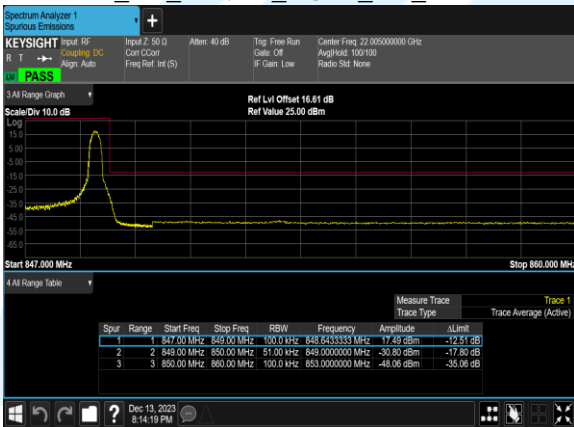 Spectrum Analyzer 1
Spurious Emissions
KEYSIGHT Input: RF Input Z: 50 Ω Atten: 40 dB Trig: Free Run Center Freq: 22.005000000 GHz
R T Coupling: DC Corr CCorr Gate: Off Avg|Hold: 100/100
Align: Auto Freq Ref: Int (S) IF Gain: Low Radio Std: None
PASS
3 All Range Graph
Ref Lvl Offset 16.61 dB
Scale/Div 10.0 dB Ref Value 25.00 dBm
Log
15.0
5.00
-5.00
-15.0
-25.0
-35.0
-45.0
-55.0
-65.0
Start 847.000 MHz Stop 860.000 MHz
4 All Range Table
Measure Trace Trace 1
Trace Type Trace Average (Active)
Spur Range Start Freq Stop Freq RBW Frequency Amplitude ΔLimit
1 1 847.00 MHz 849.00 MHz 100.0 kHz 848.6433333 MHz 17.49 dBm -12.51 dB
2 2 849.00 MHz 850.00 MHz 51.00 kHz 849.0000000 MHz -30.80 dBm -17.80 dB
3 3 850.00 MHz 860.00 MHz 100.0 kHz 853.0000000 MHz -48.06 dBm -35.06 dB
? Dec 13, 2023
8:14:19 PM